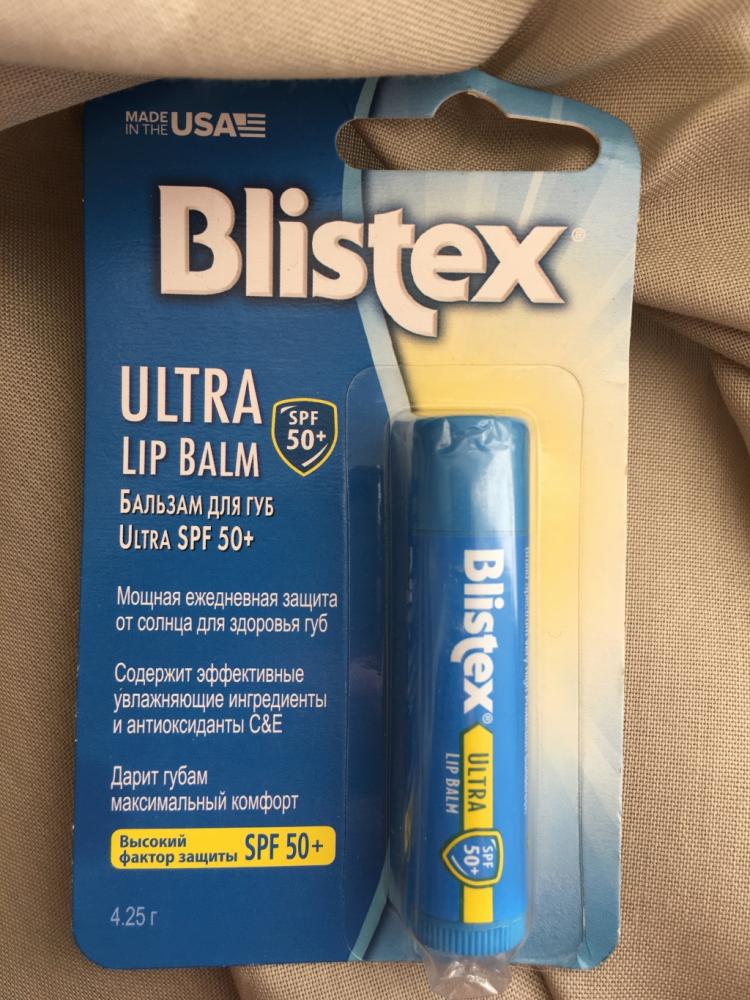 MADE
IN THE USA
Blistex®
ULTRA
LIP BALM
SPF
50+
БАЛЬЗАМ ДЛЯ ГУБ
ULTRA SPF 50+
Мощная ежедневная защита
от солнца для здоровья губ
Содержит эффективные
увлажняющие ингредиенты
и антиоксиданты С&Е
Дарит губам
максимальный комфорт
Высокий
фактор защиты SPF 50+
4.25 г
Blistex®
ULTRA
LIP BALM
SPF
50+